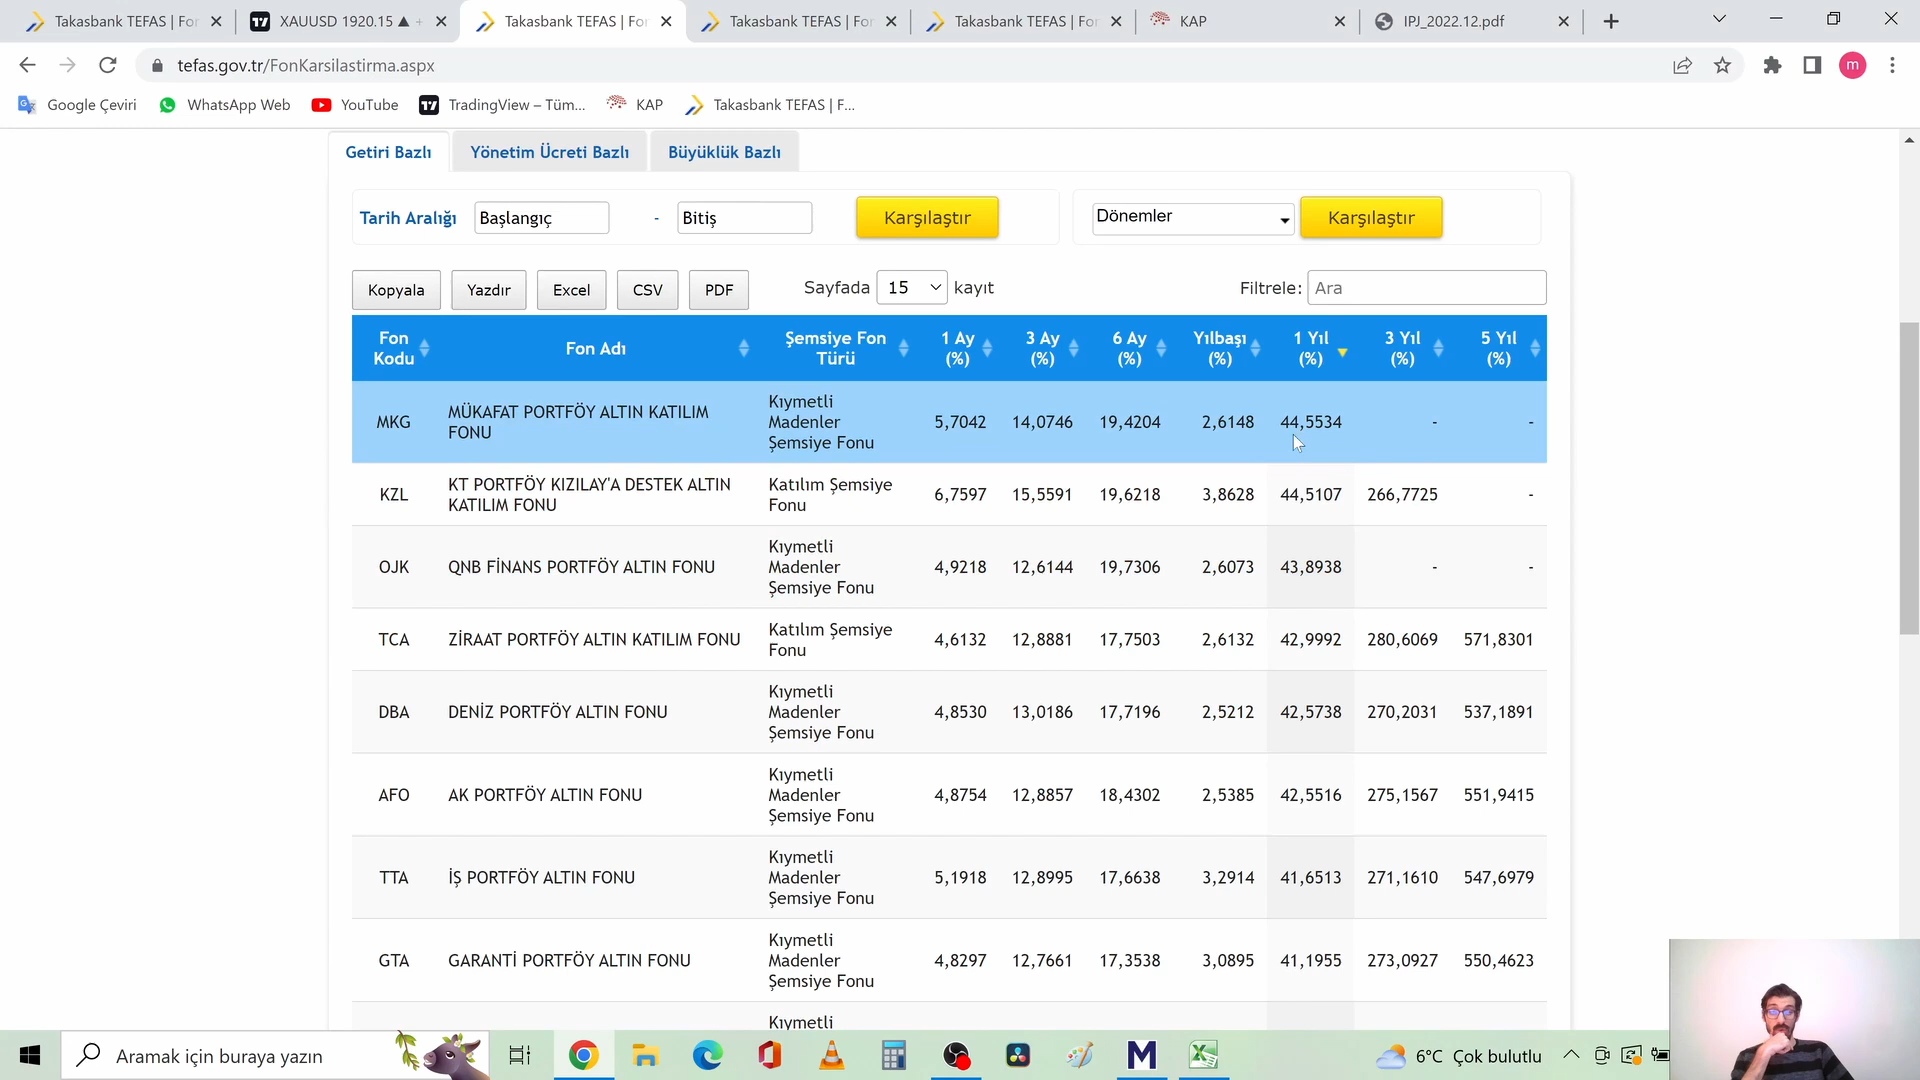 Takasbank TEFAS | For
XAUUSD 1920.15 ▲ +
Takasbank TEFAS | Fo
Takasbank TEFAS | For
Takasbank TEFAS | Fo
KAP
IPJ_2022.12.pdf
tefas.gov.tr/FonKarsilastirma.aspx
m
Google Çeviri
WhatsApp Web
YouTube
TradingView – Tüm...
KAP
Takasbank TEFAS | F...
Getiri Bazlı
Yönetim Ücreti Bazlı
Büyüklük Bazlı
Tarih Aralığı
Başlangıç
-
Bitiş
Karşılaştır
Dönemler
Karşılaştır
Kopyala
Yazdır
Excel
CSV
PDF
Sayfada 15 kayıt
Filtrele: Ara
Fon Kodu
Fon Adı
Şemsiye Fon Türü
1 Ay (%)
3 Ay (%)
6 Ay (%)
Yılbaşı (%)
1 Yıl (%)
3 Yıl (%)
5 Yıl (%)
MKG
MÜKAFAT PORTFÖY ALTIN KATILIM
FONU
Kıymetli
Madenler
Şemsiye Fonu
5,7042 14,0746 19,4204 2,6148 44,5534 - -
KZL
KT PORTFÖY KIZILAY'A DESTEK ALTIN
KATILIM FONU
Katılım Şemsiye
Fonu
6,7597 15,5591 19,6218 3,8628 44,5107 266,7725 -
OJK
QNB FİNANS PORTFÖY ALTIN FONU
Kıymetli
Madenler
Şemsiye Fonu
4,9218 12,6144 19,7306 2,6073 43,8938 - -
TCA
ZİRAAT PORTFÖY ALTIN KATILIM FONU
Katılım Şemsiye
Fonu
4,6132 12,8881 17,7503 2,6132 42,9992 280,6069 571,8301
DBA
DENİZ PORTFÖY ALTIN FONU
Kıymetli
Madenler
Şemsiye Fonu
4,8530 13,0186 17,7196 2,5212 42,5738 270,2031 537,1891
AFO
AK PORTFÖY ALTIN FONU
Kıymetli
Madenler
Şemsiye Fonu
4,8754 12,8857 18,4302 2,5385 42,5516 275,1567 551,9415
TTA
İŞ PORTFÖY ALTIN FONU
Kıymetli
Madenler
Şemsiye Fonu
5,1918 12,8995 17,6638 3,2914 41,6513 271,1610 547,6979
GTA
GARANTİ PORTFÖY ALTIN FONU
Kıymetli
Madenler
Şemsiye Fonu
4,8297 12,7661 17,3538 3,0895 41,1955 273,0927 550,4623
Kıymetli
Aramak için buraya yazın
6°C Çok bulutlu